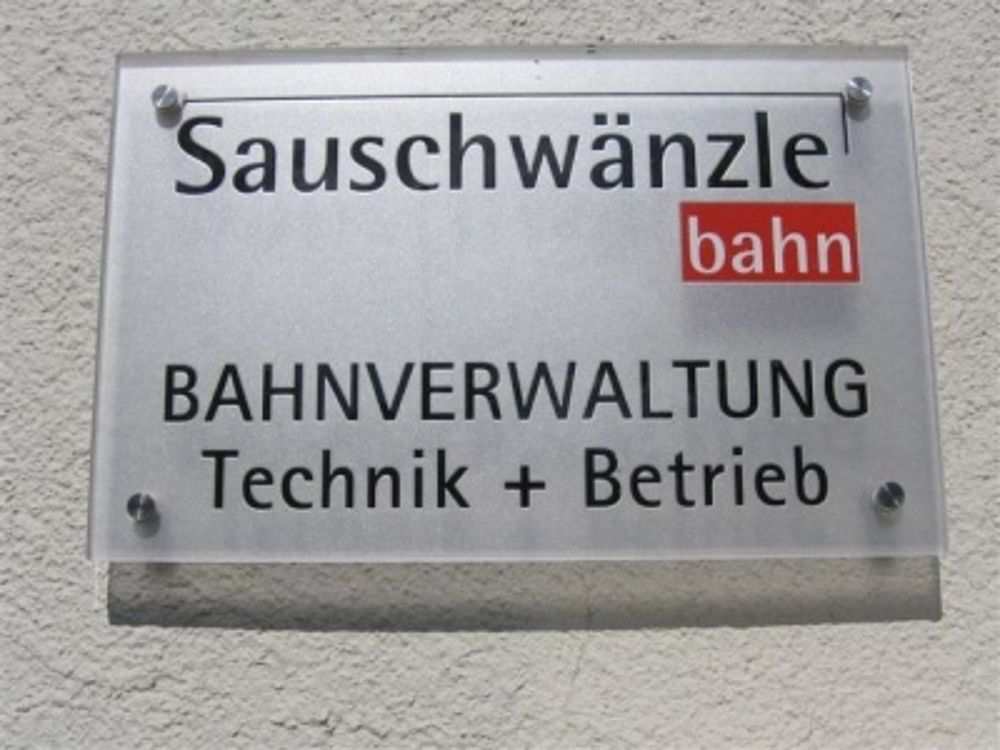 Sauschwänzle
bahn
BAHNVERWALTUNG
Technik + Betrieb